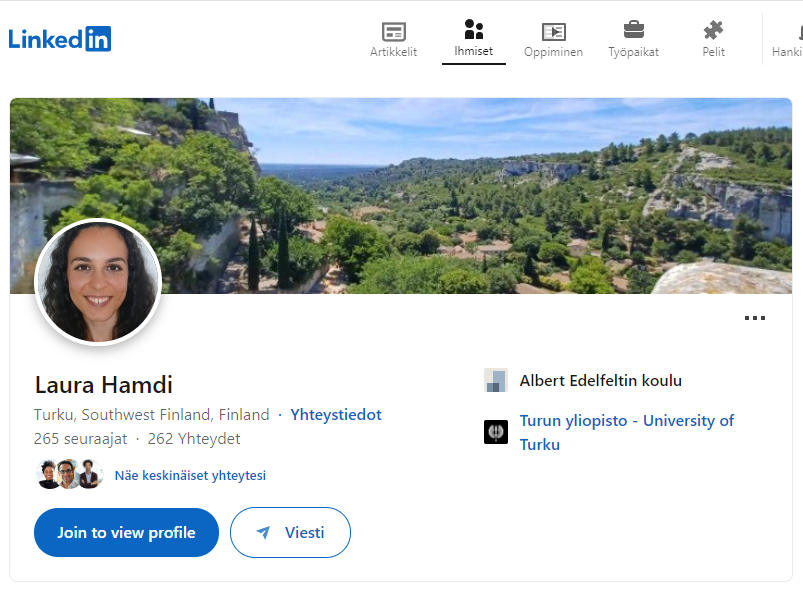 Linkedin
Artikkelit
Ihmiset
Oppiminen
Työpaikat
Pelit
Hanki
Laura Hamdi
Turku, Southwest Finland, Finland · Yhteystiedot
265 seuraajat · 262 Yhteydet
Näe keskinäiset yhteytesi
Join to view profile
Viesti
Albert Edelfeltin koulu
Turun yliopisto - University of
Turku